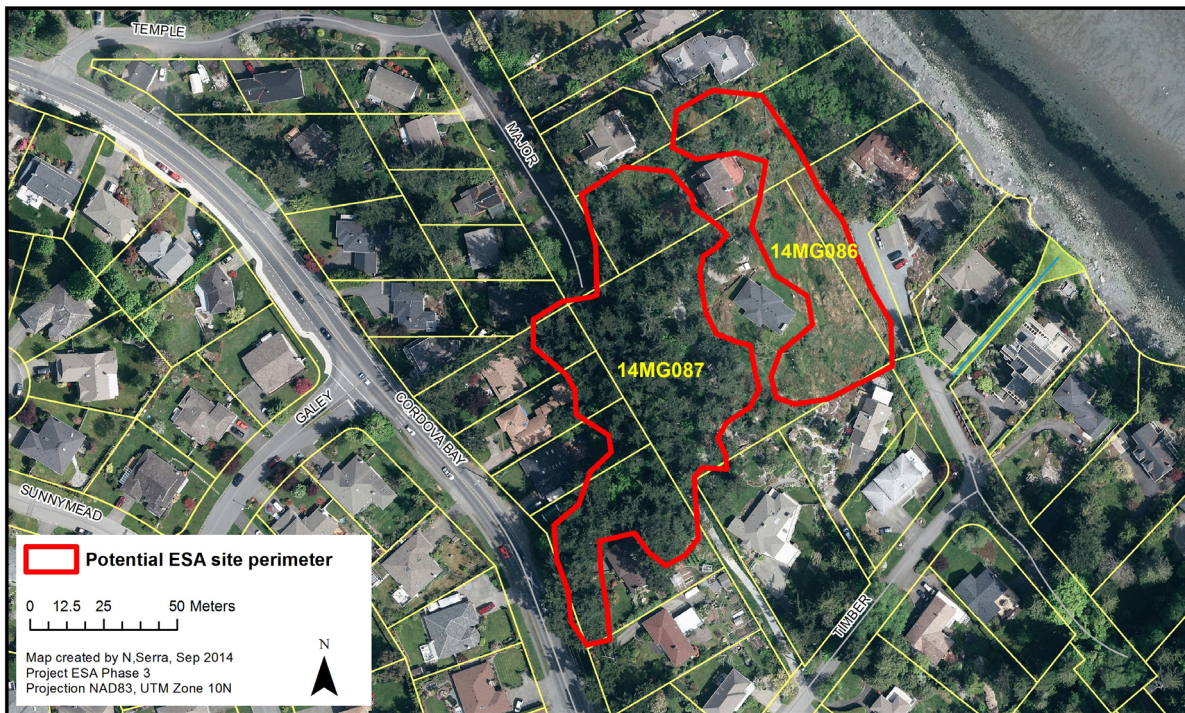 TEMPLE
MAJOR
14MG086
14MG087
GALEY
CORDOVA BAY
SUNNYMEAD
TIMBER
Potential ESA site perimeter
0 12.5 25 50 Meters
Map created by N,Serra, Sep 2014
Project ESA Phase 3
Projection NAD83, UTM Zone 10N
N